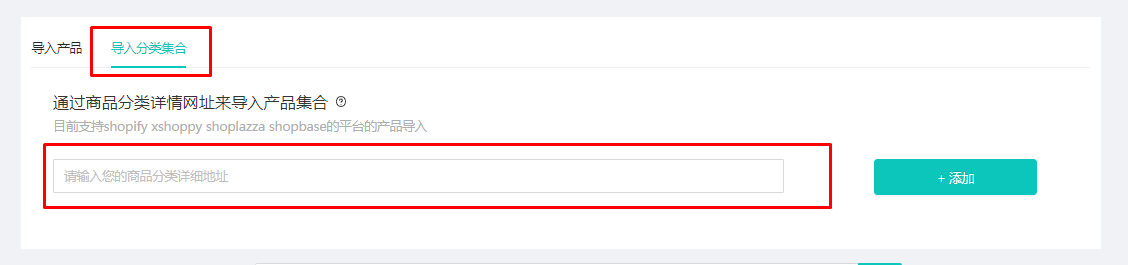 导入产品 导入分类集合
通过商品分类详情网址来导入产品集合
目前支持shopify xshoppy shoplazza shopbase的平台的产品导入
请输入您的商品分类详细地址
+ 添加